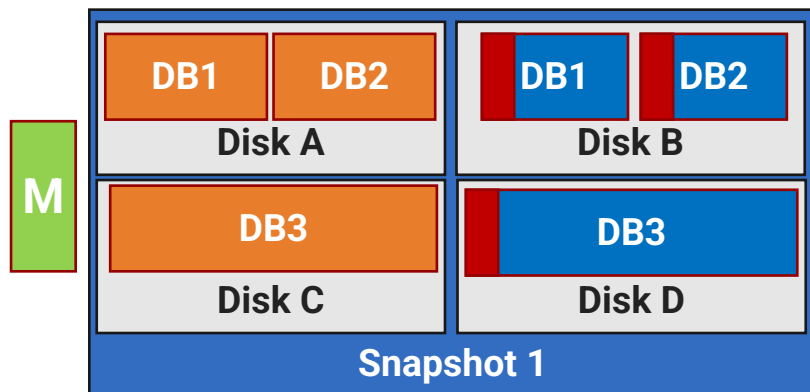 DB1 DB2 DB1 DB2
Disk A Disk B
M
DB3 DB3
Disk C Disk D
Snapshot 1